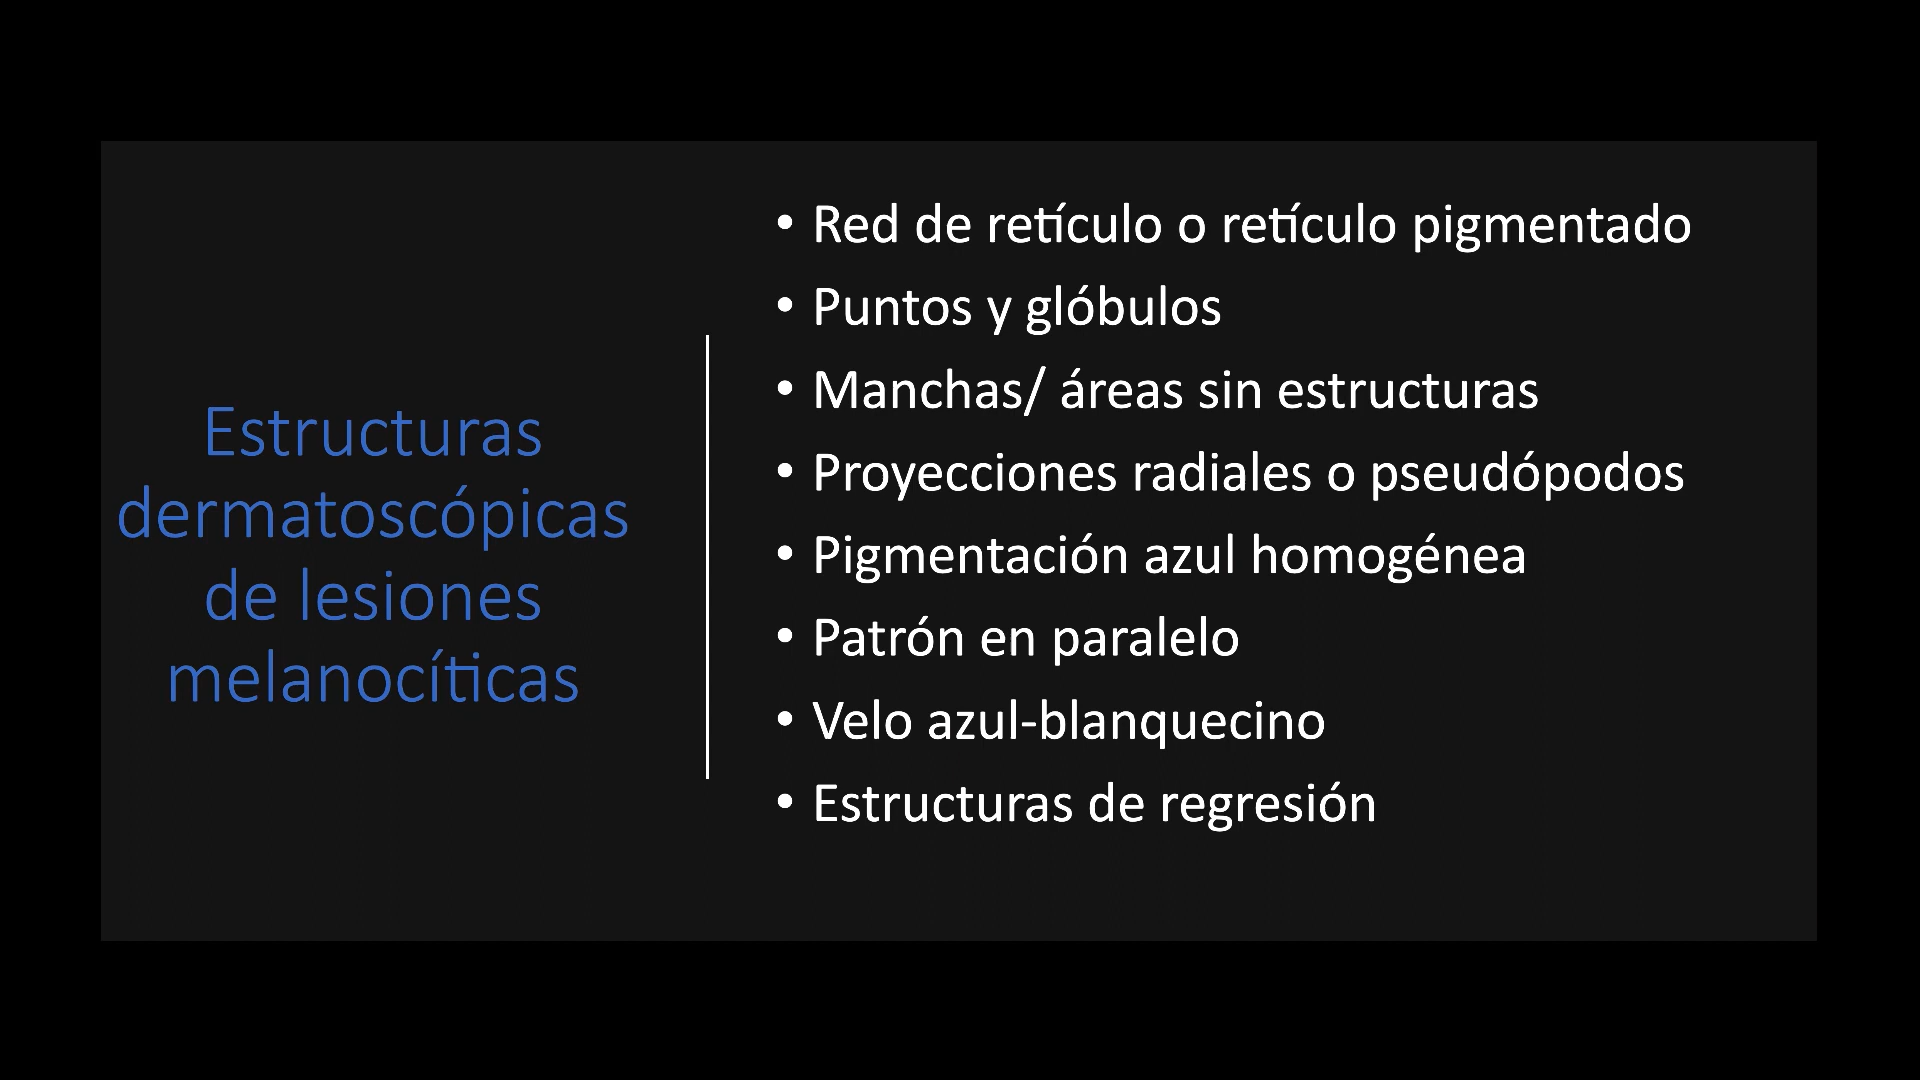 Estructuras
dermatoscópicas
de lesiones
melanocíticas
• Red de retículo o retículo pigmentado
• Puntos y glóbulos
• Manchas/ áreas sin estructuras
• Proyecciones radiales o pseudópodos
• Pigmentación azul homogénea
• Patrón en paralelo
• Velo azul-blanquecino
• Estructuras de regresión